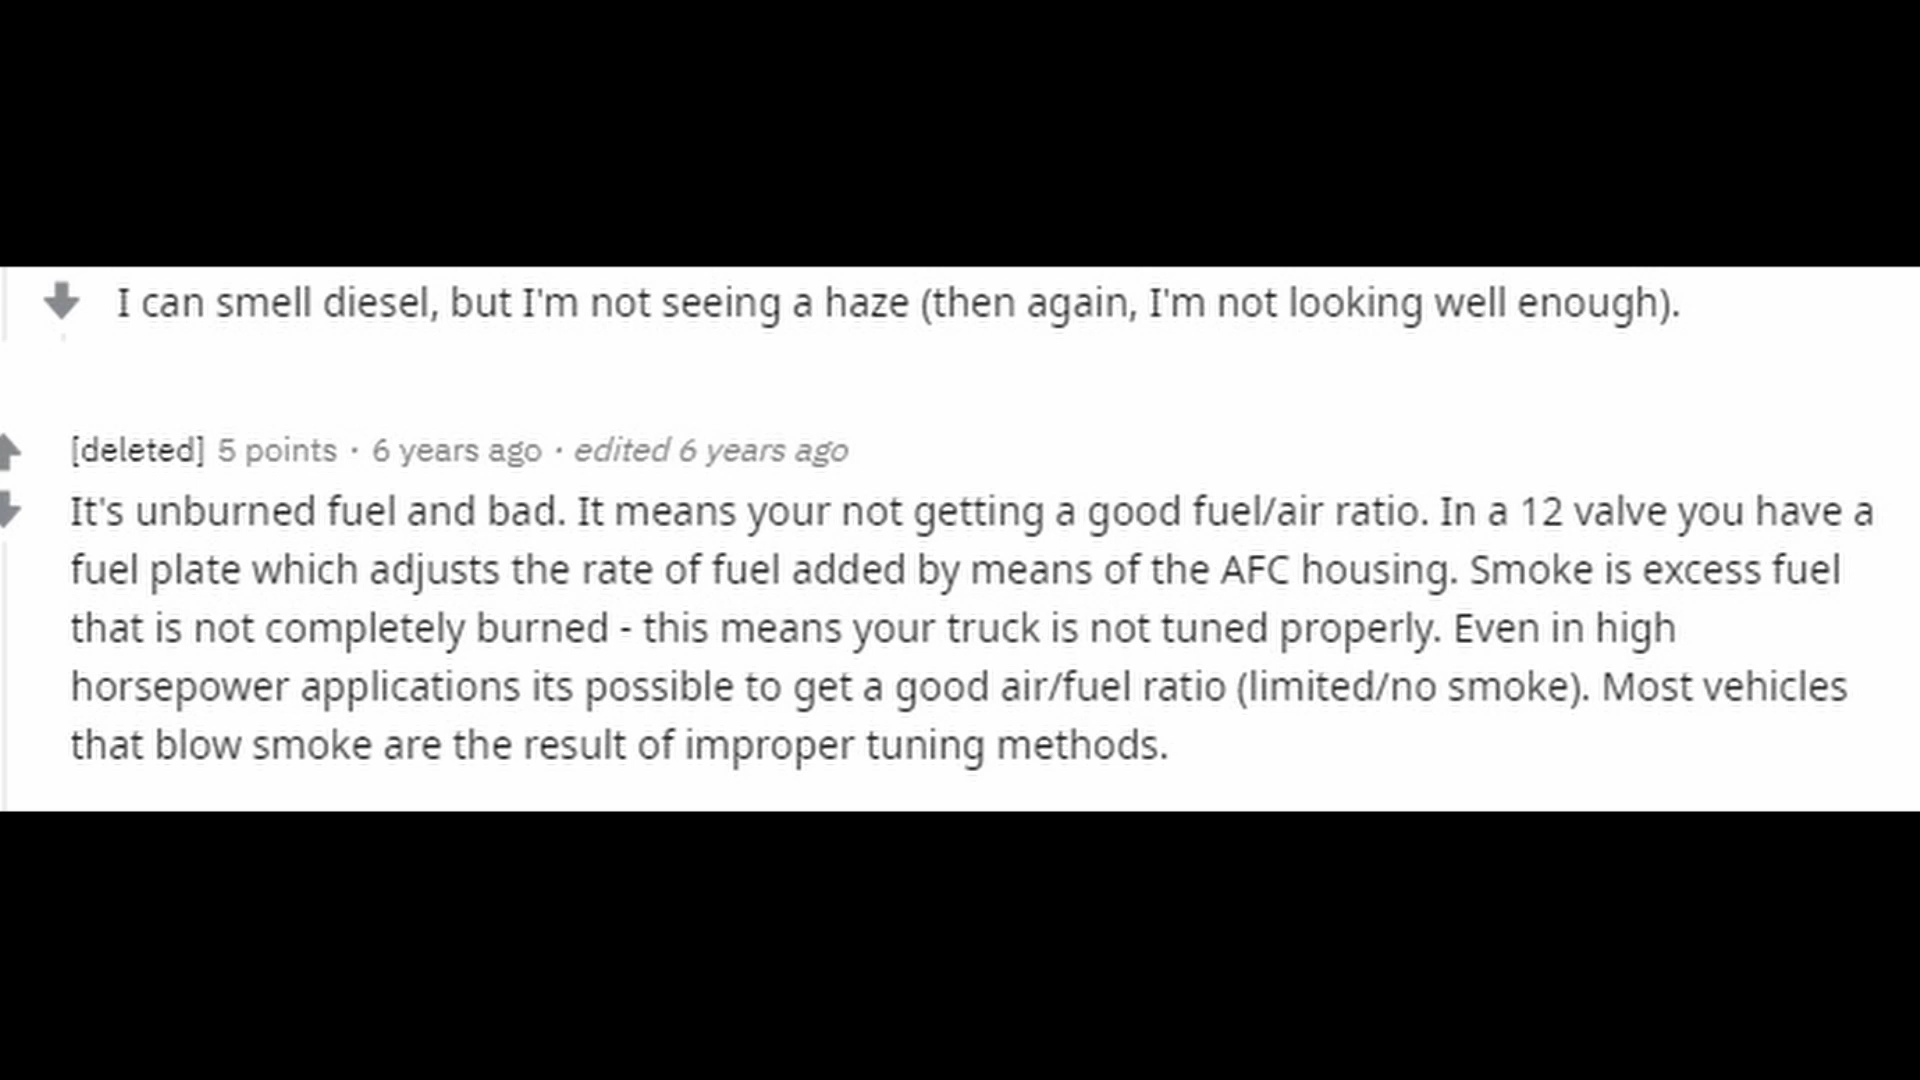 I can smell diesel, but I'm not seeing a haze (then again, I'm not looking well enough).
[deleted] 5 points · 6 years ago · edited 6 years ago
It's unburned fuel and bad. It means your not getting a good fuel/air ratio. In a 12 valve you have a
fuel plate which adjusts the rate of fuel added by means of the AFC housing. Smoke is excess fuel
that is not completely burned - this means your truck is not tuned properly. Even in high
horsepower applications its possible to get a good air/fuel ratio (limited/no smoke). Most vehicles
that blow smoke are the result of improper tuning methods.